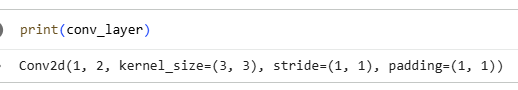 print(conv_layer)
Conv2d(1, 2, kernel_size=(3, 3), stride=(1, 1), padding=(1, 1))